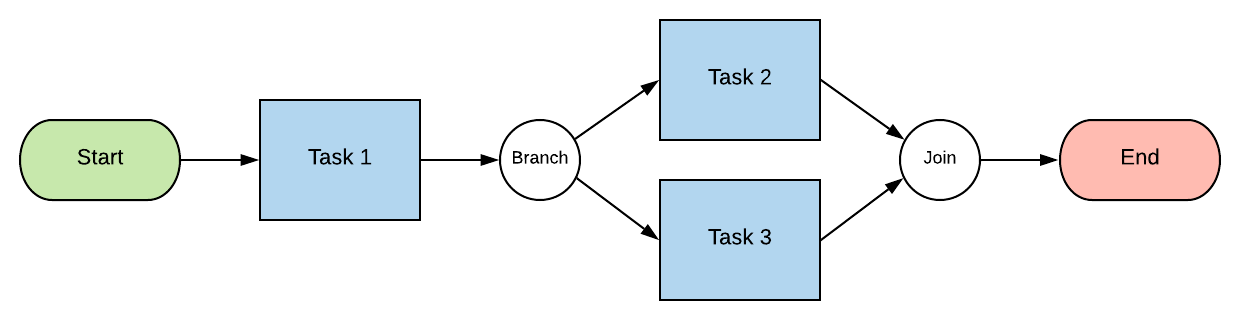 Start
Task 1
Branch
Task 2
Task 3
Join
End